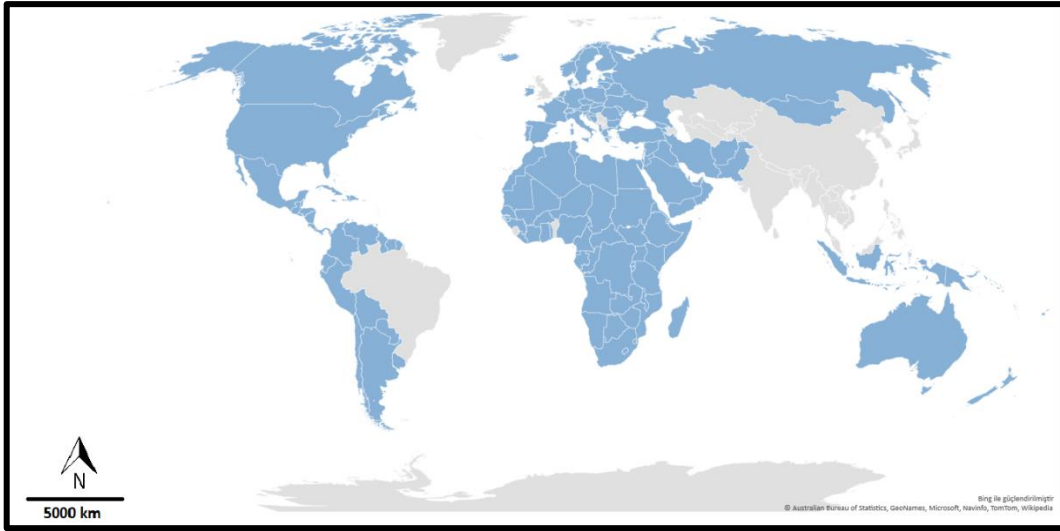 N
5000 km
Bing ile güçlendirilmiştir
© Australian Bureau of Statistics, GeoNames, Microsoft, Navinfo, TomTom, Wikipedia